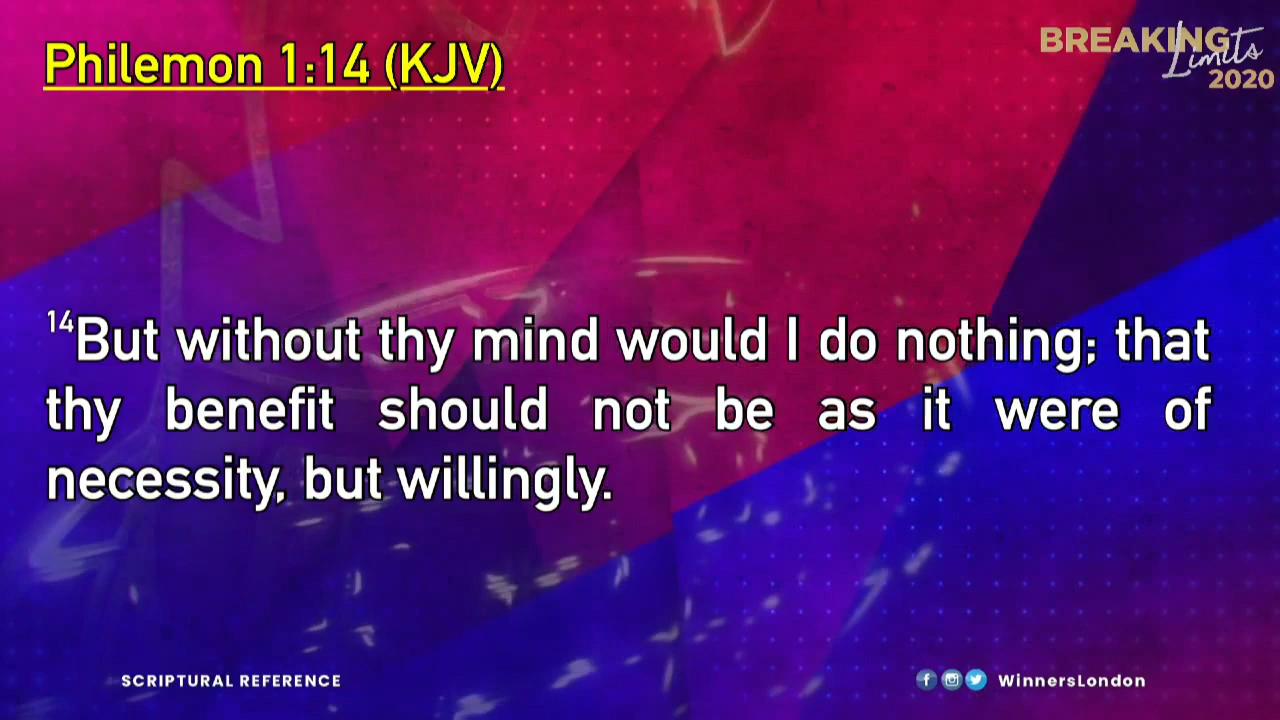 Philemon 1:14 (KJV)
BREAKING
Limits
2020
14But without thy mind would I do nothing; that
thy benefit should not be as it were of
necessity, but willingly.
SCRIPTURAL REFERENCE
WinnersLondon